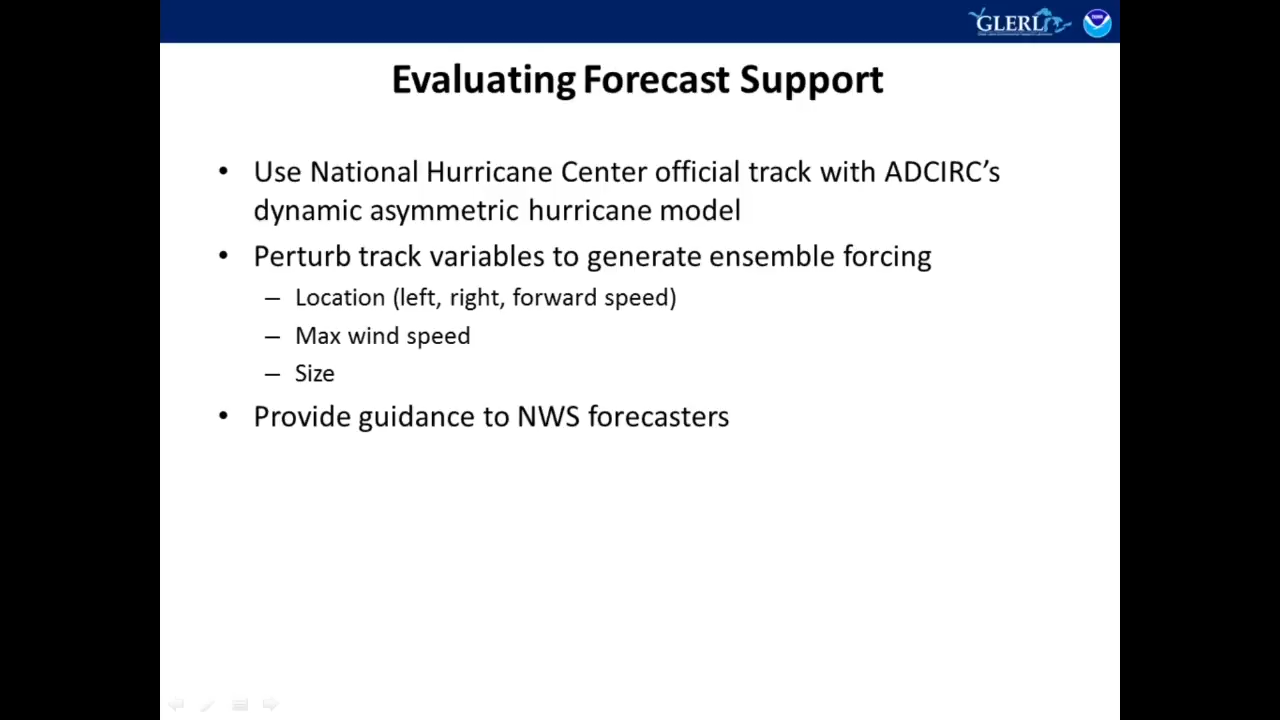 GLERL
Evaluating Forecast Support
• Use National Hurricane Center official track with ADCIRC’s
dynamic asymmetric hurricane model
• Perturb track variables to generate ensemble forcing
– Location (left, right, forward speed)
– Max wind speed
– Size
• Provide guidance to NWS forecasters